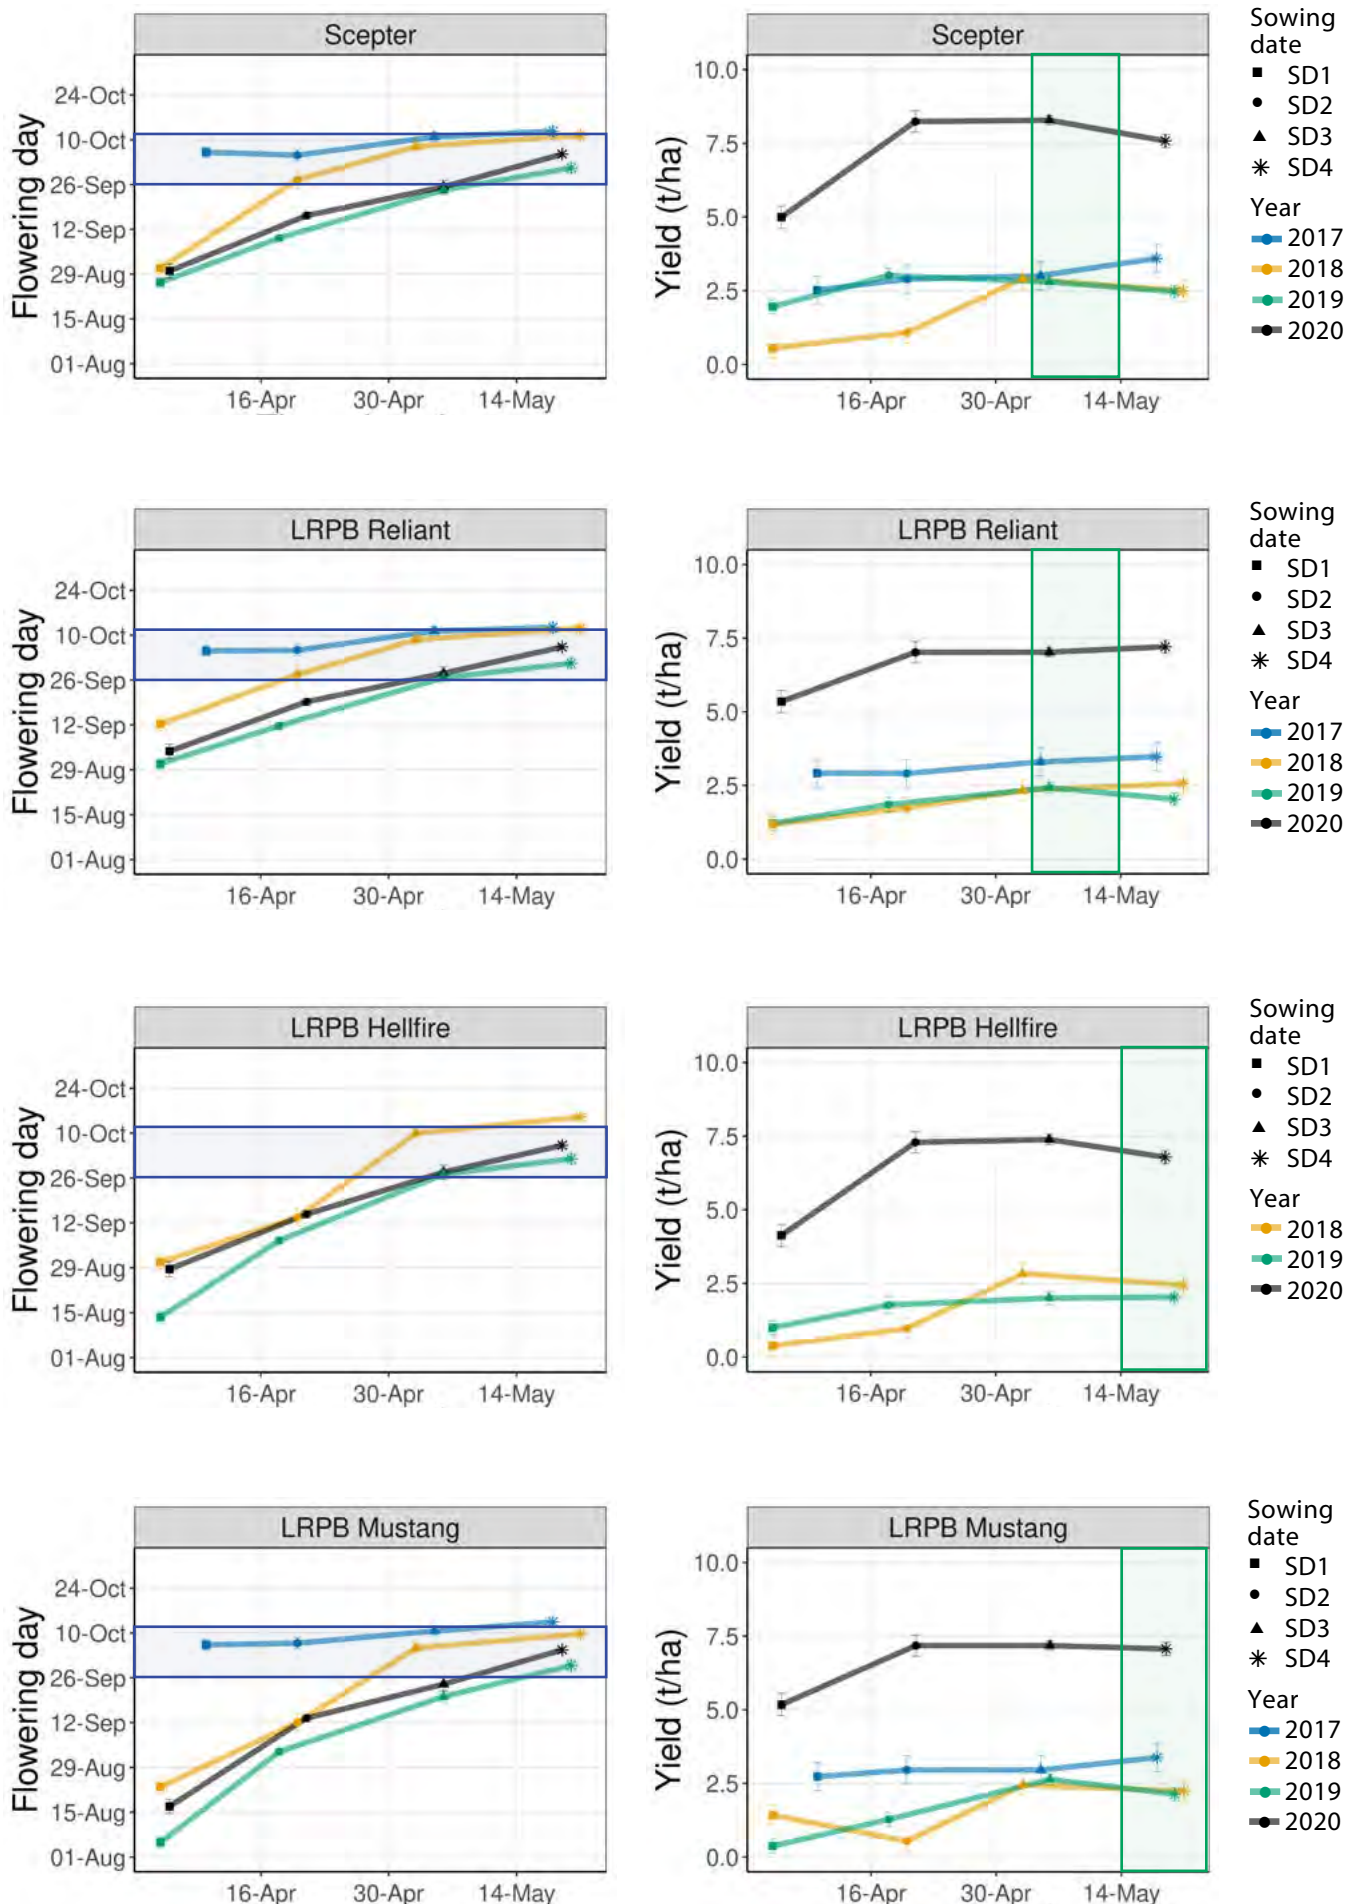 Scepter
Flowering day
24-Oct
10-Oct
26-Sep
12-Sep
29-Aug
15-Aug
01-Aug
16-Apr 30-Apr 14-May
Scepter
Yield (t/ha)
10.0
7.5
5.0
2.5
0.0
16-Apr 30-Apr 14-May
Sowing
date
SD1
SD2
SD3
SD4
Year
2017
2018
2019
2020
LRPB Reliant
Flowering day
24-Oct
10-Oct
26-Sep
12-Sep
29-Aug
15-Aug
01-Aug
16-Apr 30-Apr 14-May
LRPB Reliant
Yield (t/ha)
10.0
7.5
5.0
2.5
0.0
16-Apr 30-Apr 14-May
Sowing
date
SD1
SD2
SD3
SD4
Year
2017
2018
2019
2020
LRPB Hellfire
Flowering day
24-Oct
10-Oct
26-Sep
12-Sep
29-Aug
15-Aug
01-Aug
16-Apr 30-Apr 14-May
LRPB Hellfire
Yield (t/ha)
10.0
7.5
5.0
2.5
0.0
16-Apr 30-Apr 14-May
Sowing
date
SD1
SD2
SD3
SD4
Year
2018
2019
2020
LRPB Mustang
Flowering day
24-Oct
10-Oct
26-Sep
12-Sep
29-Aug
15-Aug
01-Aug
16-Apr 30-Apr 14-May
LRPB Mustang
Yield (t/ha)
10.0
7.5
5.0
2.5
0.0
16-Apr 30-Apr 14-May
Sowing
date
SD1
SD2
SD3
SD4
Year
2017
2018
2019
2020